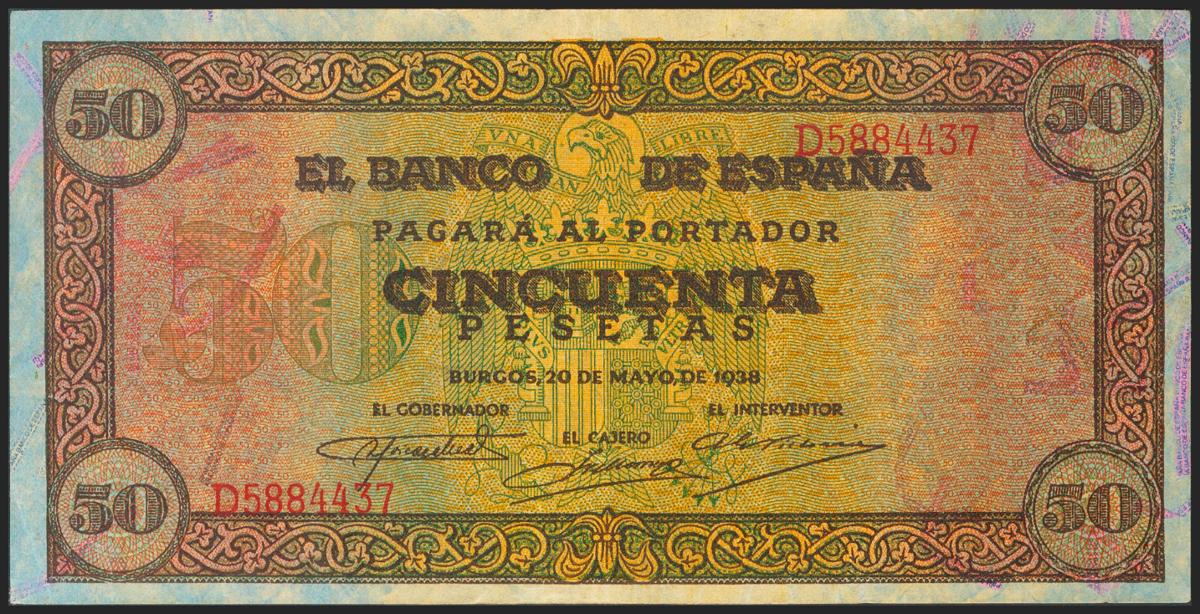 50
50
UNA
LIBRE
D5884437
EL BANCO DE ESPAÑA
PAGARÁ AL PORTADOR
50
CINCUENTA
PESETAS
BURGOS, 20 DE MAYO, DE 1938
EL GOBERNADOR
EL INTERVENTOR
EL CAJERO
D5884437
50
50